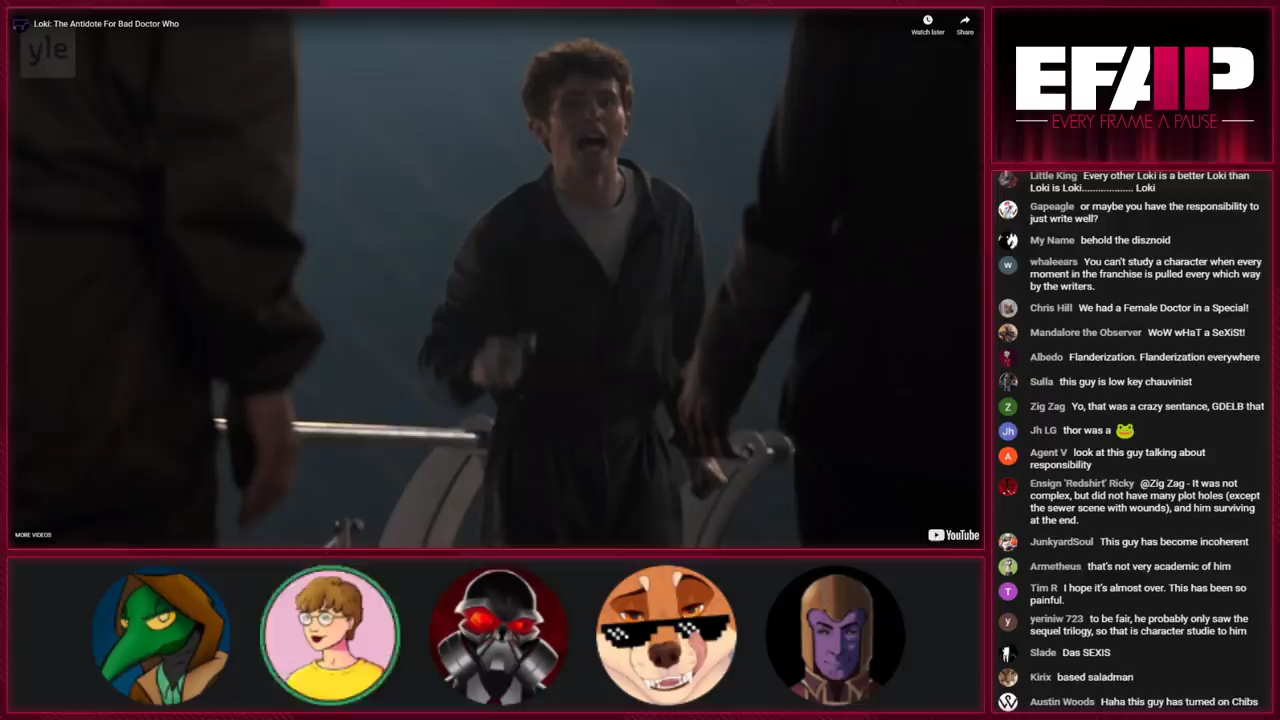 Loki: The Antidote For Bad Doctor Who
yle
Watch later
Share
MORE VIDEOS
YouTube
EFAP
EVERY FRAME A PAUSE
Little King Every other Loki is a better Loki than
Loki is Loki.................. Loki
Gapeagle or maybe you have the responsibility to
just write well?
My Name behold the disznoid
w
whaleears You can't study a character when every
moment in the franchise is pulled every which way
by the writers.
Chris Hill We had a Female Doctor in a Special!
Mandalore the Observer WoW wHaT a SeXiSt!
Albedo Flanderization. Flanderization everywhere
Sulla this guy is low key chauvinist
Z
Zig Zag Yo, that was a crazy sentence, GDELB that
Jh
Jh LG thor was a 🐸
A
Agent V look at this guy talking about
responsibility
Ensign 'Redshirt' Ricky @Zig Zag - It was not
complex, but did not have many plot holes (except
the sewer scene with wounds), and him surviving
at the end.
JunkyardSoul This guy has become incoherent
Armetheus that's not very academic of him
T
Tim R I hope it's almost over. This has been so
painful.
y
yeriniw 723 to be fair, he probably only saw the
sequel trilogy, so that is character studie to him
Slade Das SEXIS
Kirix based saladman
Austin Woods Haha this guy has turned on Chibs